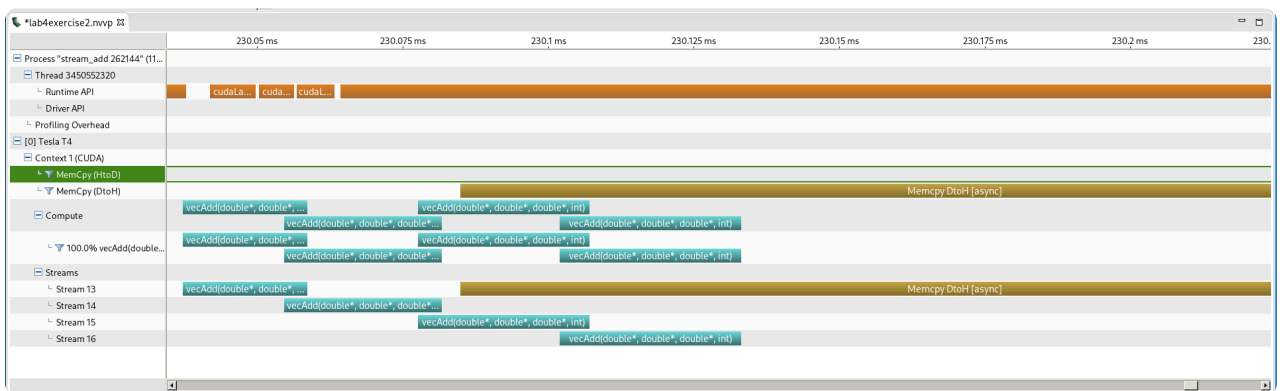 *lab4exercise2.nvvp
230.05 ms 230.075 ms 230.1 ms 230.125 ms 230.15 ms 230.175 ms 230.2 ms 230.
Process "stream_add 262144" (11...
Thread 3450552320
Runtime API cudaLa... cuda... cudaL...
Driver API
Profiling Overhead
[0] Tesla T4
Context 1 (CUDA)
MemCpy (HtoD)
MemCpy (DtoH) Memcpy DtoH [async]
vecAdd(double*, double*, ... vecAdd(double*, double*, double*, int)
Compute
vecAdd(double*, double*, double*... vecAdd(double*, double*, double*, int)
vecAdd(double*, double*, ... vecAdd(double*, double*, double*, int)
100.0% vecAdd(double...
vecAdd(double*, double*, double*... vecAdd(double*, double*, double*, int)
Streams
Stream 13 vecAdd(double*, double*, ... Memcpy DtoH [async]
Stream 14 vecAdd(double*, double*, double*...
Stream 15 vecAdd(double*, double*, double*, int)
Stream 16 vecAdd(double*, double*, double*, int)